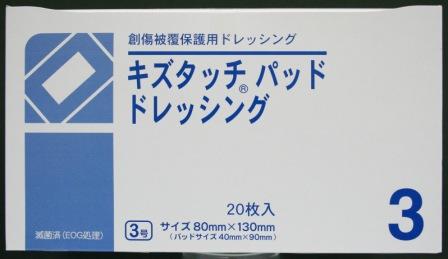 創傷被覆保護用ドレッシング
キズタッチ® パッド
ドレッシング
20枚入
3号 サイズ 80mm×130mm
(パッドサイズ 40mm×90mm)
3
滅菌済(EOG処理)